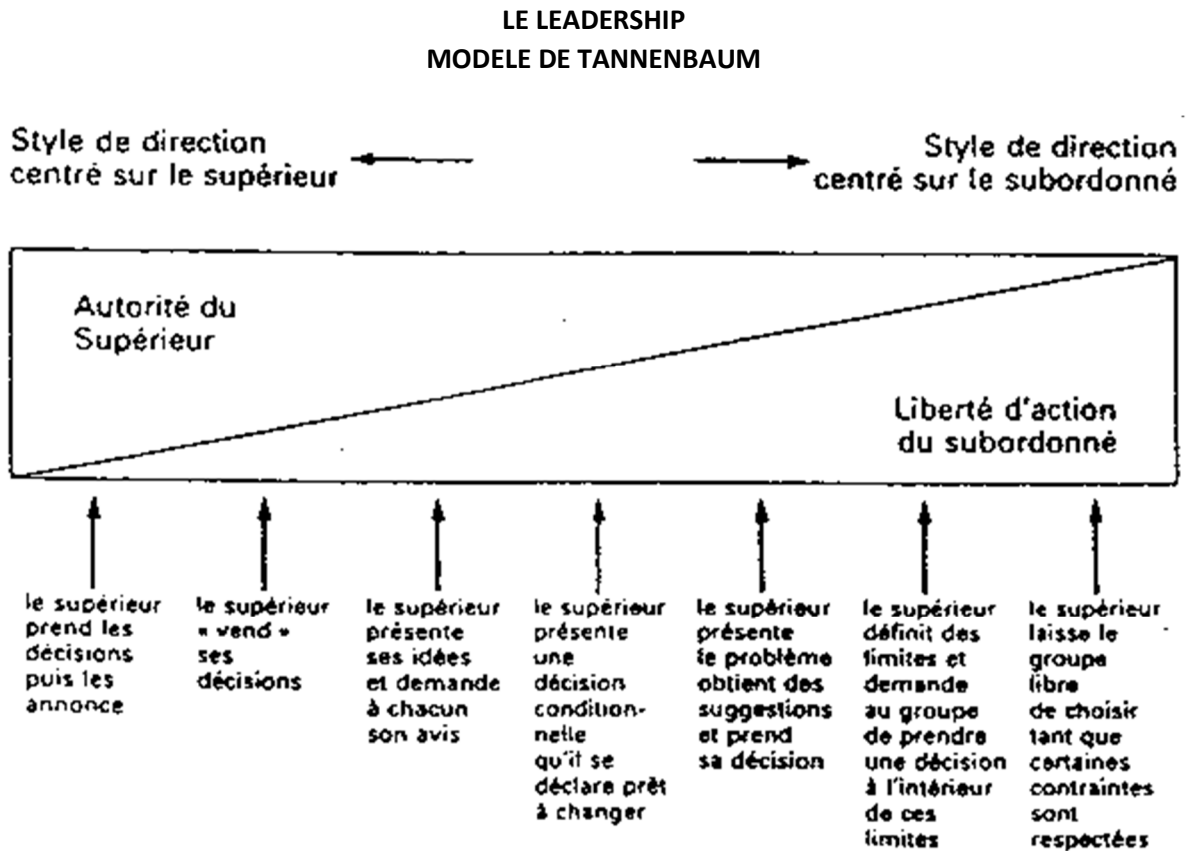 LE LEADERSHIP
MODELE DE TANNENBAUM
Style de direction
centré sur le supérieur
Style de direction
centré sur le subordonné
Autorité du
Supérieur
Liberté d'action
du subordonné
le supérieur
prend les
décisions
puis les
annonce
le supérieur
« vend »
ses
décisions
le supérieur
présente
ses idées
et demande
à chacun
son avis
le supérieur
présente
une
décision
condition-
nelle
qu'il se
déclare prêt
à changer
le supérieur
présente
le problème
obtient des
suggestions
et prend
sa décision
le supérieur
définit des
limites et
demande
au groupe
de prendre
une décision
à l'intérieur
de ces
limites
le supérieur
laisse le
groupe
libre
de choisir
tant que
certaines
contraintes
sont
respectées